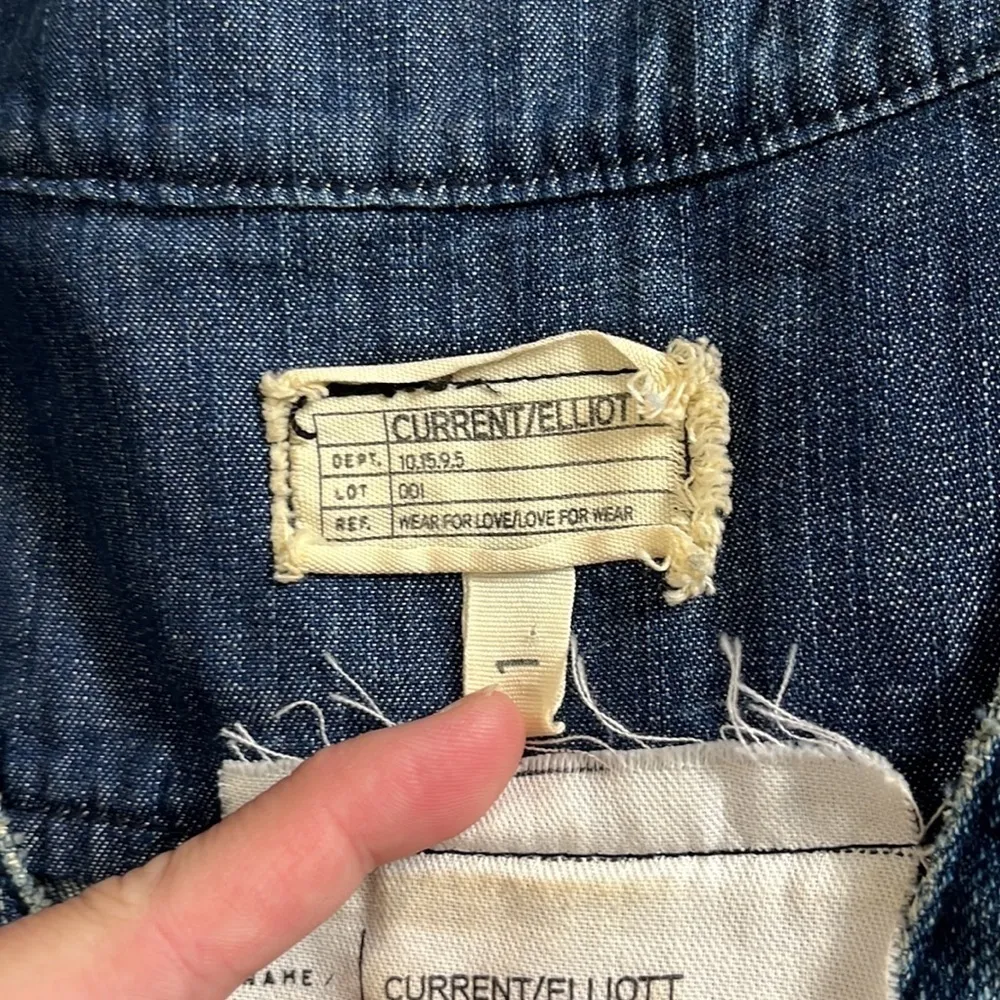 CURRENT/ELLIOTT
DEPT. 10.15.9.5
LOT 001
REF. WEAR FOR LOVE/LOVE FOR WEAR
1
NAME /
CURRENT/ELLIOTT